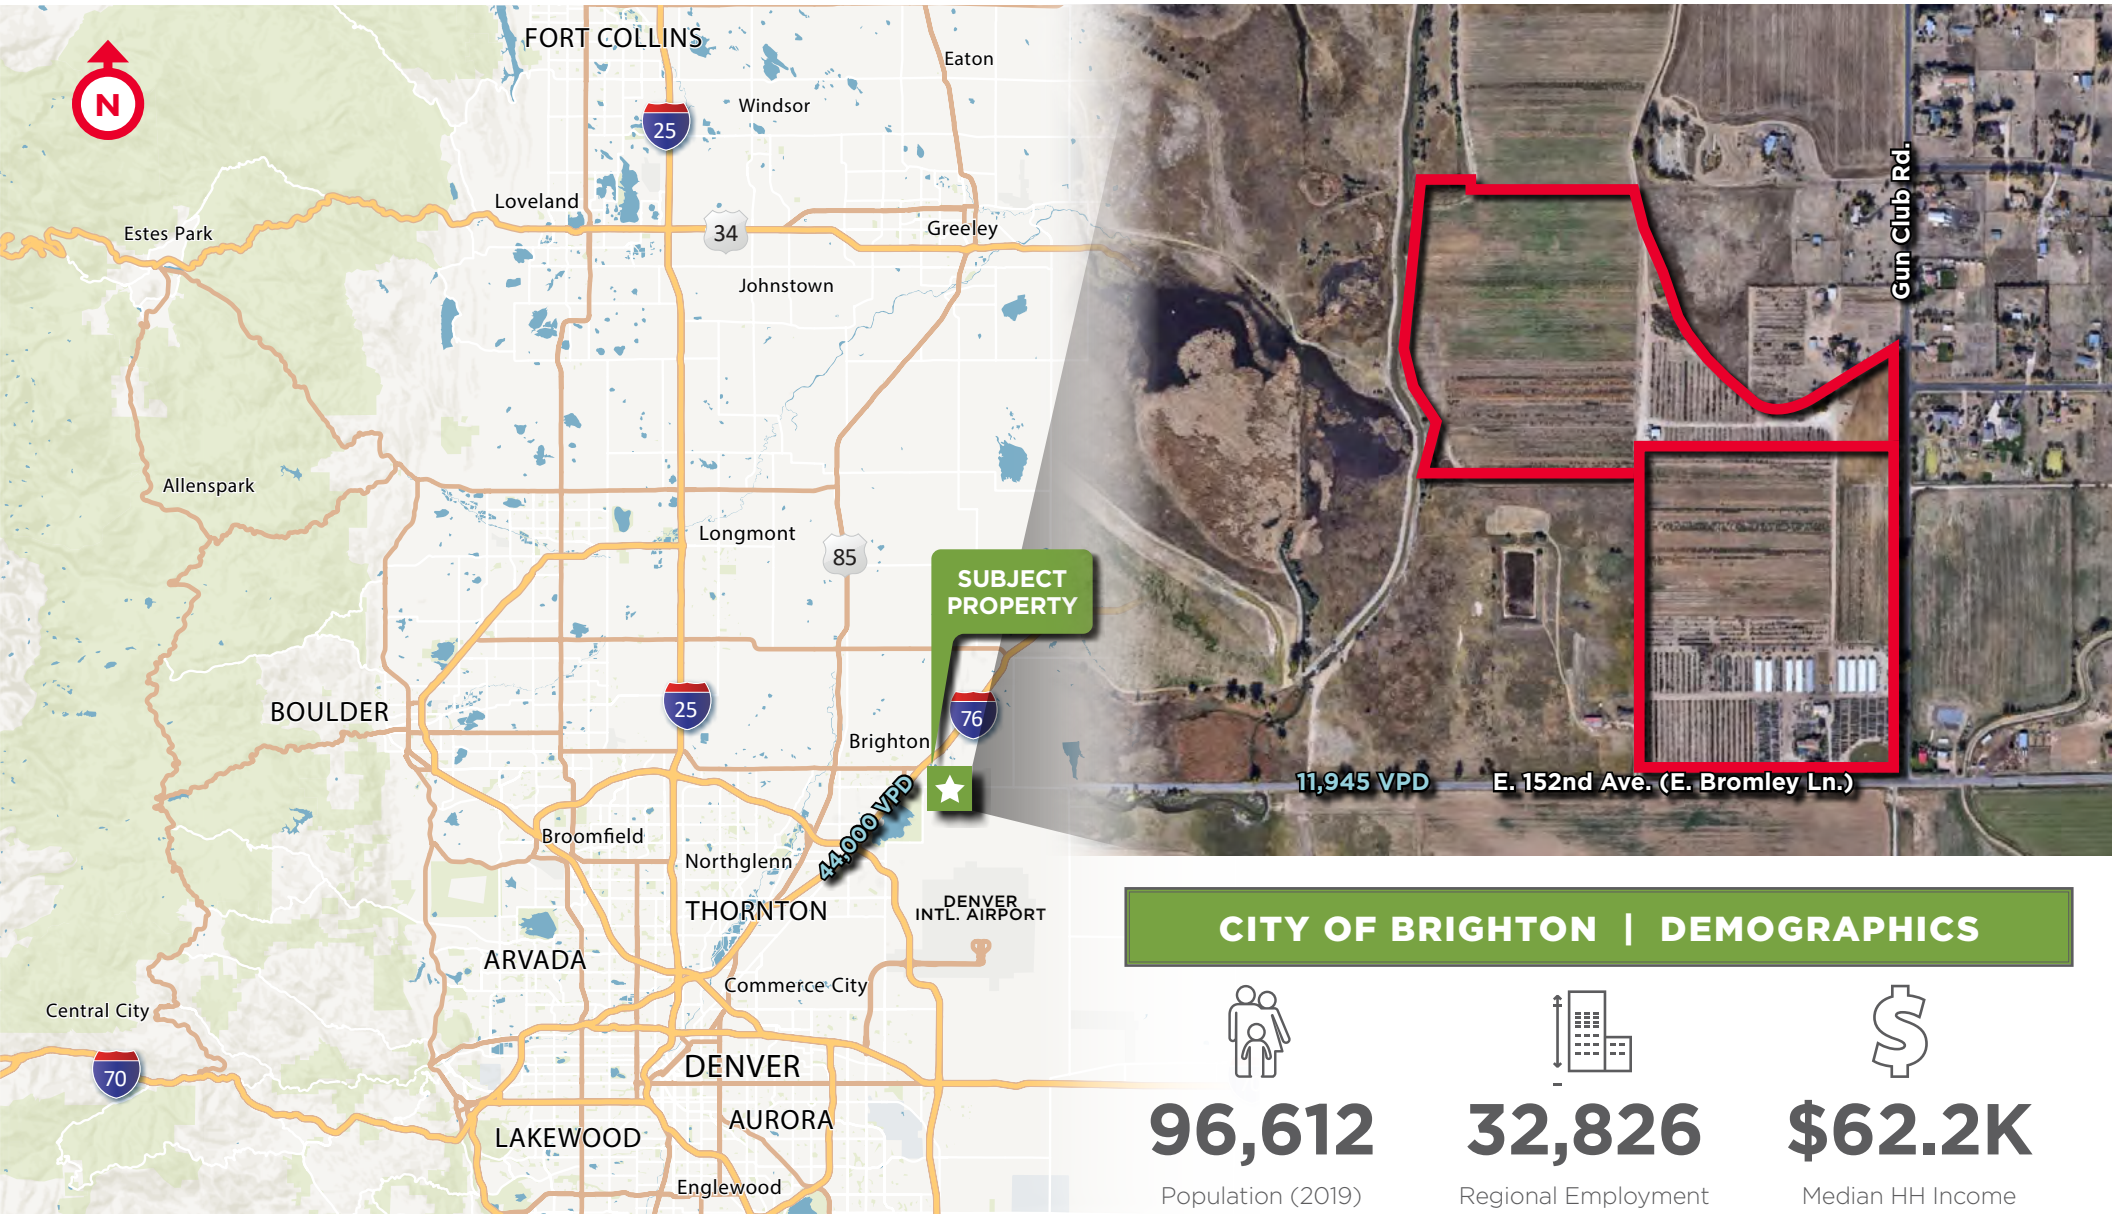 N
FORT COLLINS
Eaton
25
Windsor
Loveland
34
Greeley
Estes Park
Johnstown
Allenspark
Longmont
85
SUBJECT
PROPERTY
BOULDER
25
76
Brighton
44,000 VPD
Broomfield
Northglenn
THORNTON
DENVER
INTL. AIRPORT
ARVADA
Commerce City
Central City
70
DENVER
AURORA
LAKEWOOD
Englewood
Gun Club Rd.
11,945 VPD
E. 152nd Ave. (E. Bromley Ln.)
CITY OF BRIGHTON | DEMOGRAPHICS
$
96,612
32,826
$62.2K
Population (2019)
Regional Employment
Median HH Income